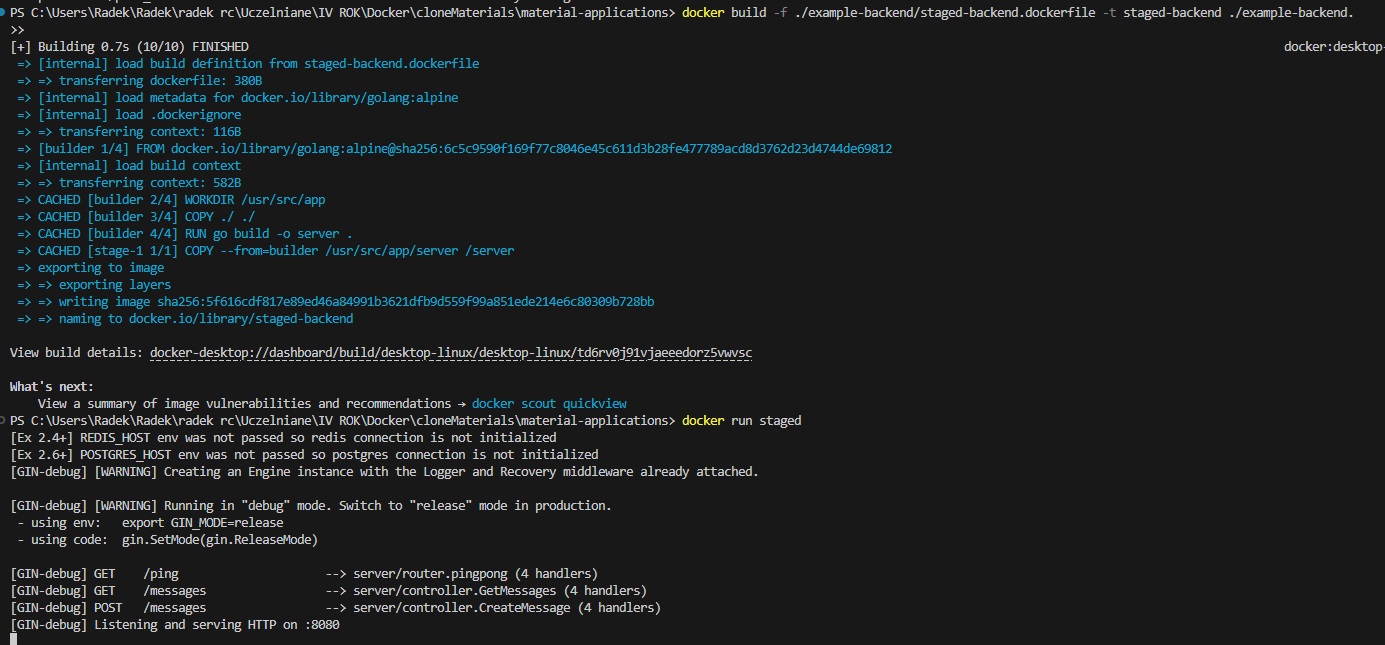 PS C:\Users\Radek\Radek\radek rc\Uczelniane\IV ROK\Docker\cloneMaterials\material-applications> docker build -f ./example-backend/staged-backend.dockerfile -t staged-backend ./example-backend.
>>
[+] Building 0.7s (10/10) FINISHED docker:desktop-
=> [internal] load build definition from staged-backend.dockerfile
=> => transferring dockerfile: 380B
=> [internal] load metadata for docker.io/library/golang:alpine
=> [internal] load .dockerignore
=> => transferring context: 116B
=> [builder 1/4] FROM docker.io/library/golang:alpine@sha256:6c5c9590f169f77c8046e45c611d3b28fe477789acd8d3762d23d4744de69812
=> [internal] load build context
=> => transferring context: 582B
=> CACHED [builder 2/4] WORKDIR /usr/src/app
=> CACHED [builder 3/4] COPY ./ ./
=> CACHED [builder 4/4] RUN go build -o server .
=> CACHED [stage-1 1/1] COPY --from=builder /usr/src/app/server /server
=> exporting to image
=> => exporting layers
=> => writing image sha256:5f616cdf817e89ed46a84991b3621dfb9d559f99a851ede214e6c80309b728bb
=> => naming to docker.io/library/staged-backend
View build details: docker-desktop://dashboard/build/desktop-linux/desktop-linux/td6rv0j91vjaeeedorz5vwvsc
What's next:
View a summary of image vulnerabilities and recommendations → docker scout quickview
PS C:\Users\Radek\Radek\radek rc\Uczelniane\IV ROK\Docker\cloneMaterials\material-applications> docker run staged
[Ex 2.4+] REDIS_HOST env was not passed so redis connection is not initialized
[Ex 2.6+] POSTGRES_HOST env was not passed so postgres connection is not initialized
[GIN-debug] [WARNING] Creating an Engine instance with the Logger and Recovery middleware already attached.
[GIN-debug] [WARNING] Running in "debug" mode. Switch to "release" mode in production.
- using env: export GIN_MODE=release
- using code: gin.SetMode(gin.ReleaseMode)
[GIN-debug] GET /ping --> server/router.pingpong (4 handlers)
[GIN-debug] GET /messages --> server/controller.GetMessages (4 handlers)
[GIN-debug] POST /messages --> server/controller.CreateMessage (4 handlers)
[GIN-debug] Listening and serving HTTP on :8080